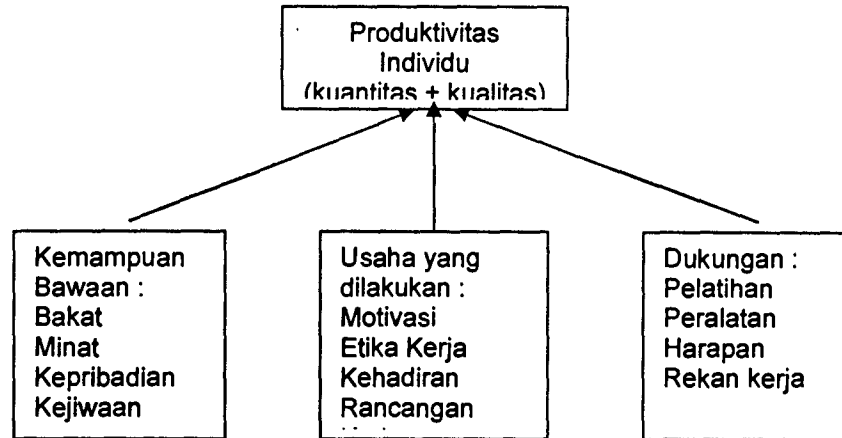 Produktivitas
Individu
(kuantitas + kualitas)
Kemampuan
Bawaan :
Bakat
Minat
Kepribadian
Kejiwaan
Usaha yang
dilakukan :
Motivasi
Etika Kerja
Kehadiran
Rancangan
Dukungan :
Pelatihan
Peralatan
Harapan
Rekan kerja